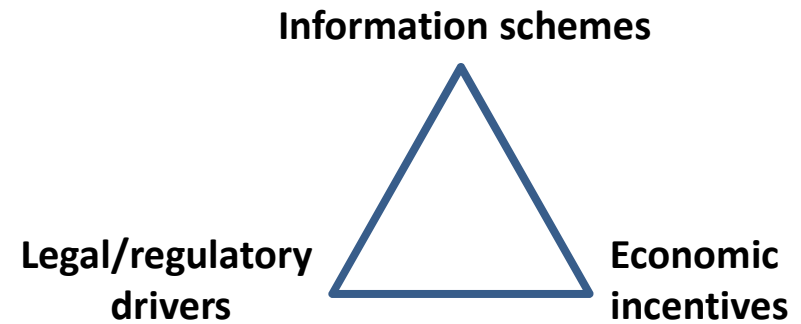 Information schemes
Legal/regulatory
drivers
Economic
incentives